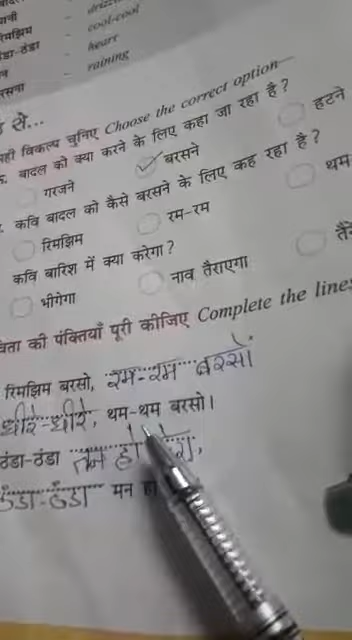 drizz
रिमझिम - cool-cool
ठंडा-ठंडा - heart
- raining
से...
सही विकल्प चुनिए Choose the correct option—
बादल को क्या करने के लिए कहा जा रहा है?
गरजने बरसने हटने
कवि बादल को कैसे बरसने के लिए कह रहा है?
रिमझिम रम-रम थम-
कवि बारिश में क्या करेगा?
भीगेगा नाव तैराएगा तैरे
कविता की पंक्तियाँ पूरी कीजिए Complete the lines
रिमझिम बरसो, रम-रम बरसों
धीरे-धीरे, थम-थम बरसो।
ठंडा-ठंडा तन हो
ठंडा-ठंडा मन हो